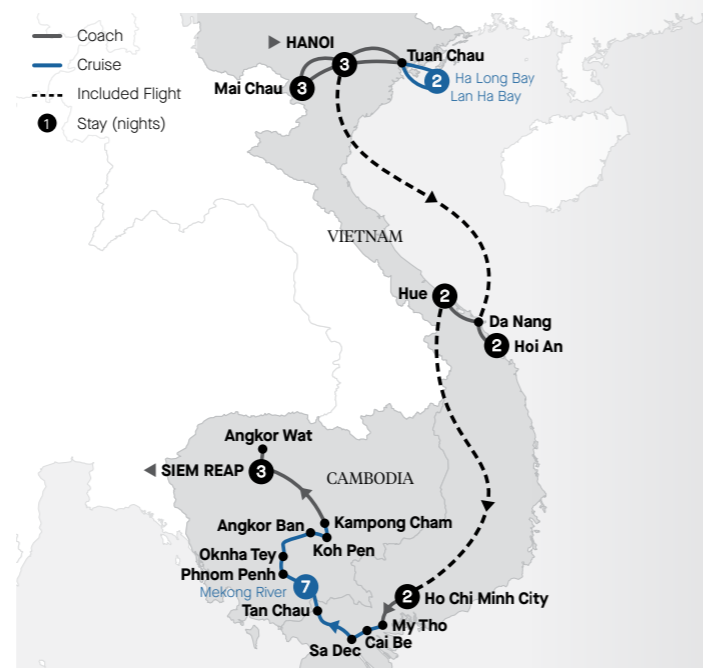 Coach
Cruise
Included Flight
1 Stay (nights)
HANOI
3
Tuan Chau
Mai Chau
3
2
Ha Long Bay
Lan Ha Bay
VIETNAM
Hue
2
Da Nang
2
Hoi An
Angkor Wat
SIEM REAP
3
CAMBODIA
Angkor Ban
Kampong Cham
Koh Pen
Oknha Tey
Phnom Penh
Mekong River
7
Tan Chau
2
Ho Chi Minh City
My Tho
Cai Be
Sa Dec